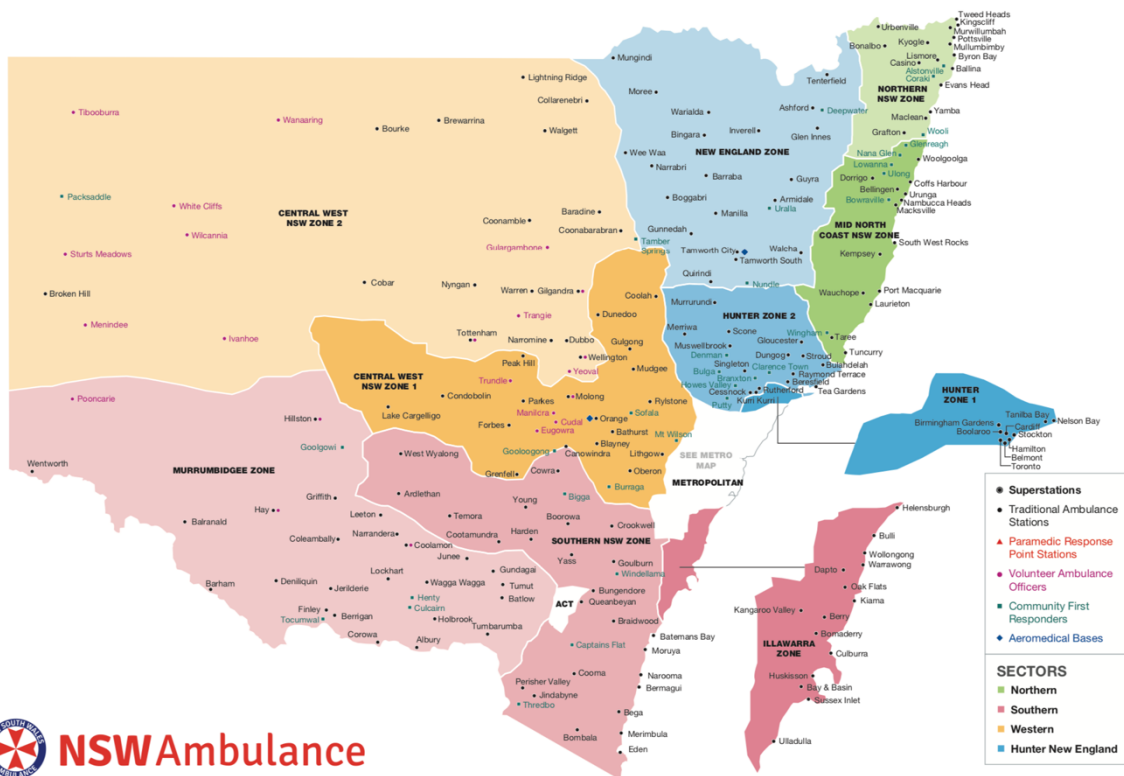 Tweed Heads
Kingscliff
Urbenville
Murwillumbah
Pottsville
Kyogle
Mullumbimby
Bonalbo
Byron Bay
Lismore
Casino
Ballina
Alstonville
Coraki
Evans Head
NORTHERN
NSW ZONE
Yamba
Maclean
Grafton
Wooli
Glenreagh
Mungindi
Tenterfield
Moree
Ashford
Deepwater
Warialda
Bingara
Inverell
Glen Innes
NEW ENGLAND ZONE
Wee Waa
Narrabri
Barraba
Guyra
Boggabri
Armidale
Uralla
Manilla
Gunnedah
Tamber
Springs
Tamworth City
Walcha
Tamworth South
Quirindi
Nundle
Nana Glen
Woolgoolga
Lowanna
Ulong
Dorrigo
Coffs Harbour
Bellingen
Urunga
Bowraville
Nambucca Heads
Macksville
MID NORTH
COAST NSW ZONE
South West Rocks
Kempsey
Wauchope
Port Macquarie
Laurieton
Wingham
Taree
Tuncurry
Lightning Ridge
Collarenebri
Tibooburra
Wanaaring
Bourke
Brewarrina
Walgett
Packsaddle
White Cliffs
CENTRAL WEST
NSW ZONE 2
Coonamble
Baradine
Coonabarabran
Wilcannia
Gulargambone
Sturts Meadows
Broken Hill
Cobar
Nyngan
Warren
Gilgandra
Menindee
Trangie
Ivanhoe
Tottenham
Narromine
Dubbo
Wellington
Coolah
Dunedoo
Gulgong
Mudgee
Peak Hill
Yeoval
CENTRAL WEST
NSW ZONE 1
Trundle
Condobolin
Lake Cargelligo
Parkes
Molong
Rylstone
Manilcra
Cudal
Orange
Sofala
Forbes
Eugowra
Bathurst
Mt Wilson
Gooloogong
Blayney
Canowindra
Lithgow
Grenfell
Oberon
Burraga
Murrurundi
HUNTER ZONE 2
Merriwa
Scone
Muswellbrook
Gloucester
Denman
Dungog
Stroud
Bulahdelah
Singleton
Clarence Town
Bulga
Raymond Terrace
Branxton
Beresfield
Howes Valley
Rutherford
Tea Gardens
Cessnock
Kurri Kurri
Putty
SEE METRO
MAP
METROPOLITAN
HUNTER
ZONE 1
Tanilba Bay
Nelson Bay
Birmingham Gardens
Cardiff
Boolaroo
Stockton
Hamilton
Belmont
Toronto
Pooncarie
Hillston
Goolgowi
Wentworth
MURRUMBIDGEE ZONE
Griffith
Hay
Balranald
Leeton
Coleambally
Narrandera
Coolamon
Junee
Lockhart
Gundagai
Wagga Wagga
Tumut
Batlow
Barham
Deniliquin
Jerilderie
Henty
Culcairn
Finley
Berrigan
Tocumwal
Holbrook
Corowa
Albury
Tumbarumba
West Wyalong
Cowra
Ardlethan
Young
Bigga
Temora
Boorowa
Crookwell
Cootamundra
Harden
SOUTHERN NSW ZONE
Yass
Goulburn
Windellama
ACT
Bungendore
Queanbeyan
Braidwood
Batemans Bay
Captains Flat
Moruya
Cooma
Narooma
Perisher Valley
Bermagui
Jindabyne
Thredbo
Bega
Bombala
Merimbula
Eden
Helensburgh
Bulli
Wollongong
Dapto
Warrawong
Oak Flats
Kiama
Kangaroo Valley
Berry
Bomaderry
ILLAWARRA
ZONE
Culburra
Huskisson
Bay & Basin
Sussex Inlet
Ulladulla
Superstations
Traditional Ambulance
Stations
Paramedic Response
Point Stations
Volunteer Ambulance
Officers
Community First
Responders
Aeromedical Bases
SECTORS
Northern
Southern
Western
Hunter New England
SOUTH WALES
AMBULANCE
NSW Ambulance